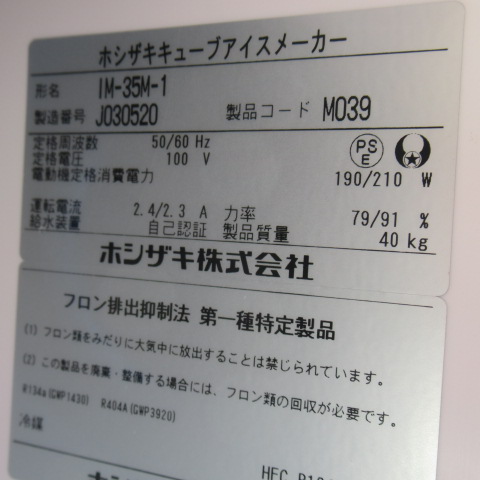 ホシザキキューブアイスメーカー
形名 IM-35M-1
製造番号 J030520 製品コード M039
定格周波数 50/60 Hz
定格電圧 100 V
電動機定格消費電力 190/210 W
PSE
運転電流 2.4/2.3 A 力率 79/91 %
給水装置 自己認証 製品質量 40 kg
ホシザキ株式会社
フロン排出抑制法 第一種特定製品
(1) フロン類をみだりに大気中に放出することは禁じられています。
(2) この製品を廃棄・整備する場合には、フロン類の回収が必要です。
R134a(GWP1430) R404A(GWP3920)
冷媒
HFC